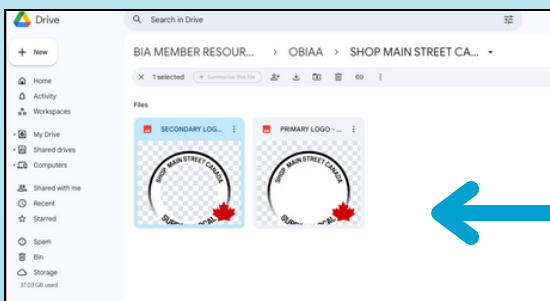 Drive
Search in Drive
New
BIA MEMBER RESOUR... > OBIAA > SHOP MAIN STREET CA...
1 selected
Summarise this file
Home
Activity
Workspaces
My Drive
Shared drives
Computers
Shared with me
Recent
Starred
Spam
Bin
Storage
37.03 GB used
Files
SECONDARY LOG...
PRIMARY LOGO - ...
SHOP MAIN STREET CANADA
SHOP MAIN STREET CANADA